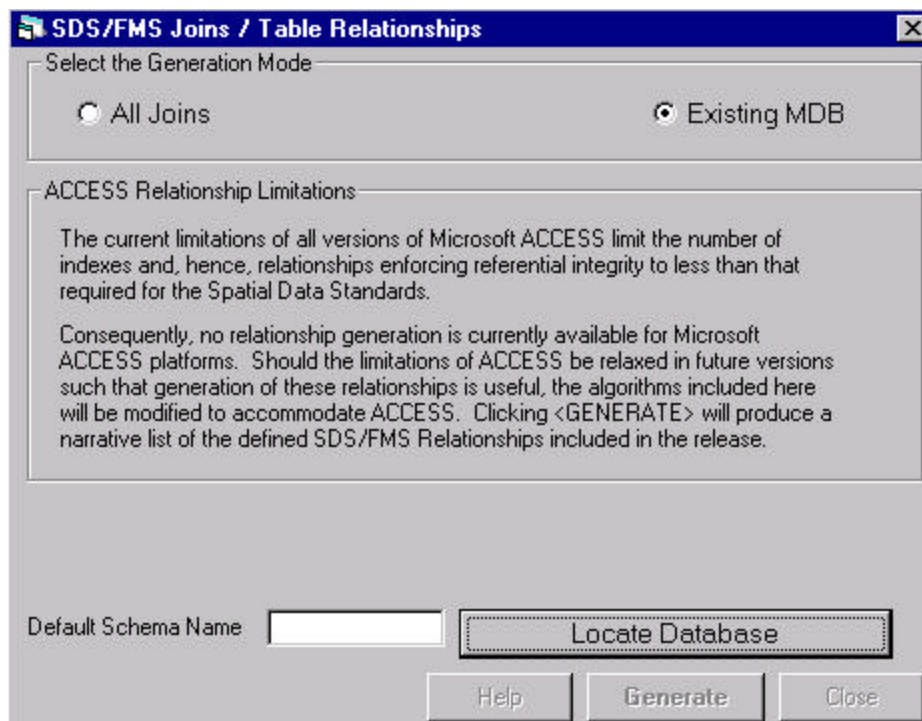 SDS/FMS Joins / Table Relationships
Select the Generation Mode
All Joins
Existing MDB
ACCESS Relationship Limitations
The current limitations of all versions of Microsoft ACCESS limit the number of
indexes and, hence, relationships enforcing referential integrity to less than that
required for the Spatial Data Standards.
Consequently, no relationship generation is currently available for Microsoft
ACCESS platforms. Should the limitations of ACCESS be relaxed in future versions
such that generation of these relationships is useful, the algorithms included here
will be modified to accommodate ACCESS. Clicking <GENERATE> will produce a
narrative list of the defined SDS/FMS Relationships included in the release.
Default Schema Name
Locate Database
Help
Generate
Close